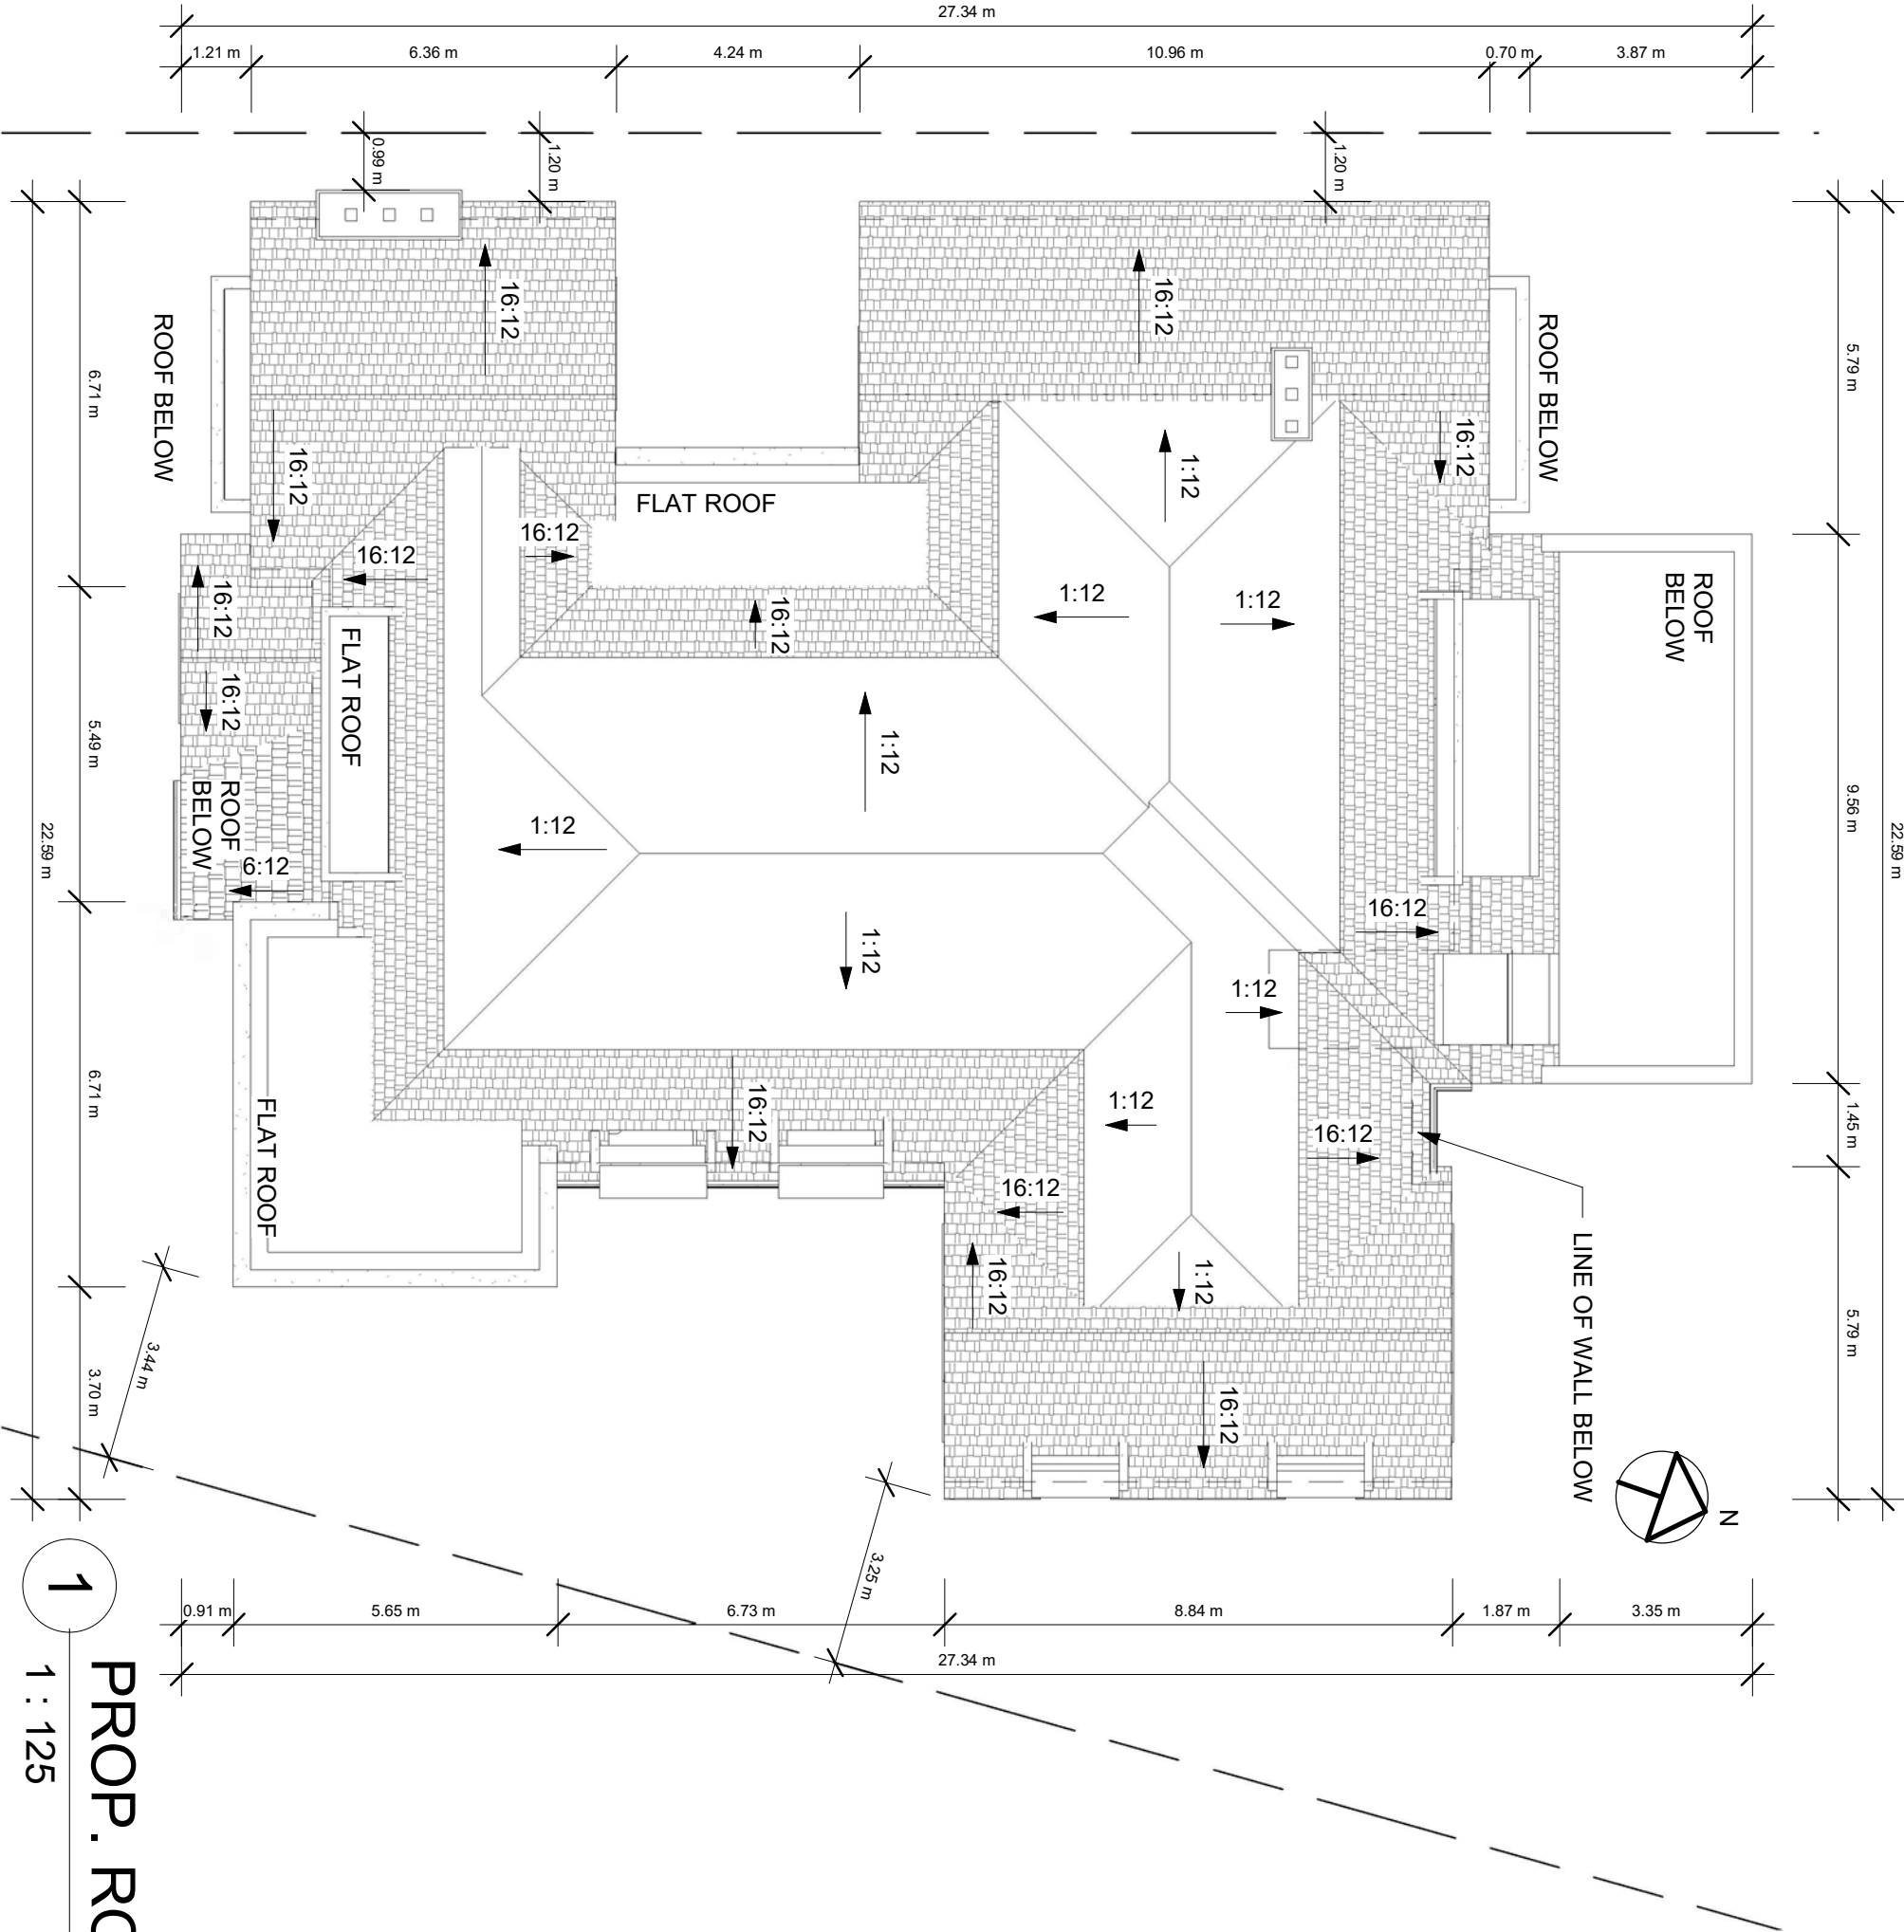 27.34 m
1.21 m
6.36 m
4.24 m
10.96 m
0.70 m
3.87 m
0.99 m
1.20 m
1.20 m
22.59 m
5.79 m
9.56 m
1.45 m
5.79 m
6.71 m
5.49 m
6.71 m
3.70 m
22.59 m
ROOF BELOW
16:12
16:12
16:12
16:12
FLAT ROOF
16:12
16:12
16:12
ROOF BELOW
1:12
1:12
1:12
ROOF
BELOW
16:12
16:12
FLAT ROOF
ROOF
BELOW
6:12
1:12
1:12
1:12
16:12
1:12
1:12
16:12
16:12
FLAT ROOF
16:12
16:12
1:12
16:12
LINE OF WALL BELOW
N
3.44 m
3.25 m
0.91 m
5.65 m
6.73 m
8.84 m
1.87 m
3.35 m
27.34 m
1
PROP. RO
1 : 125